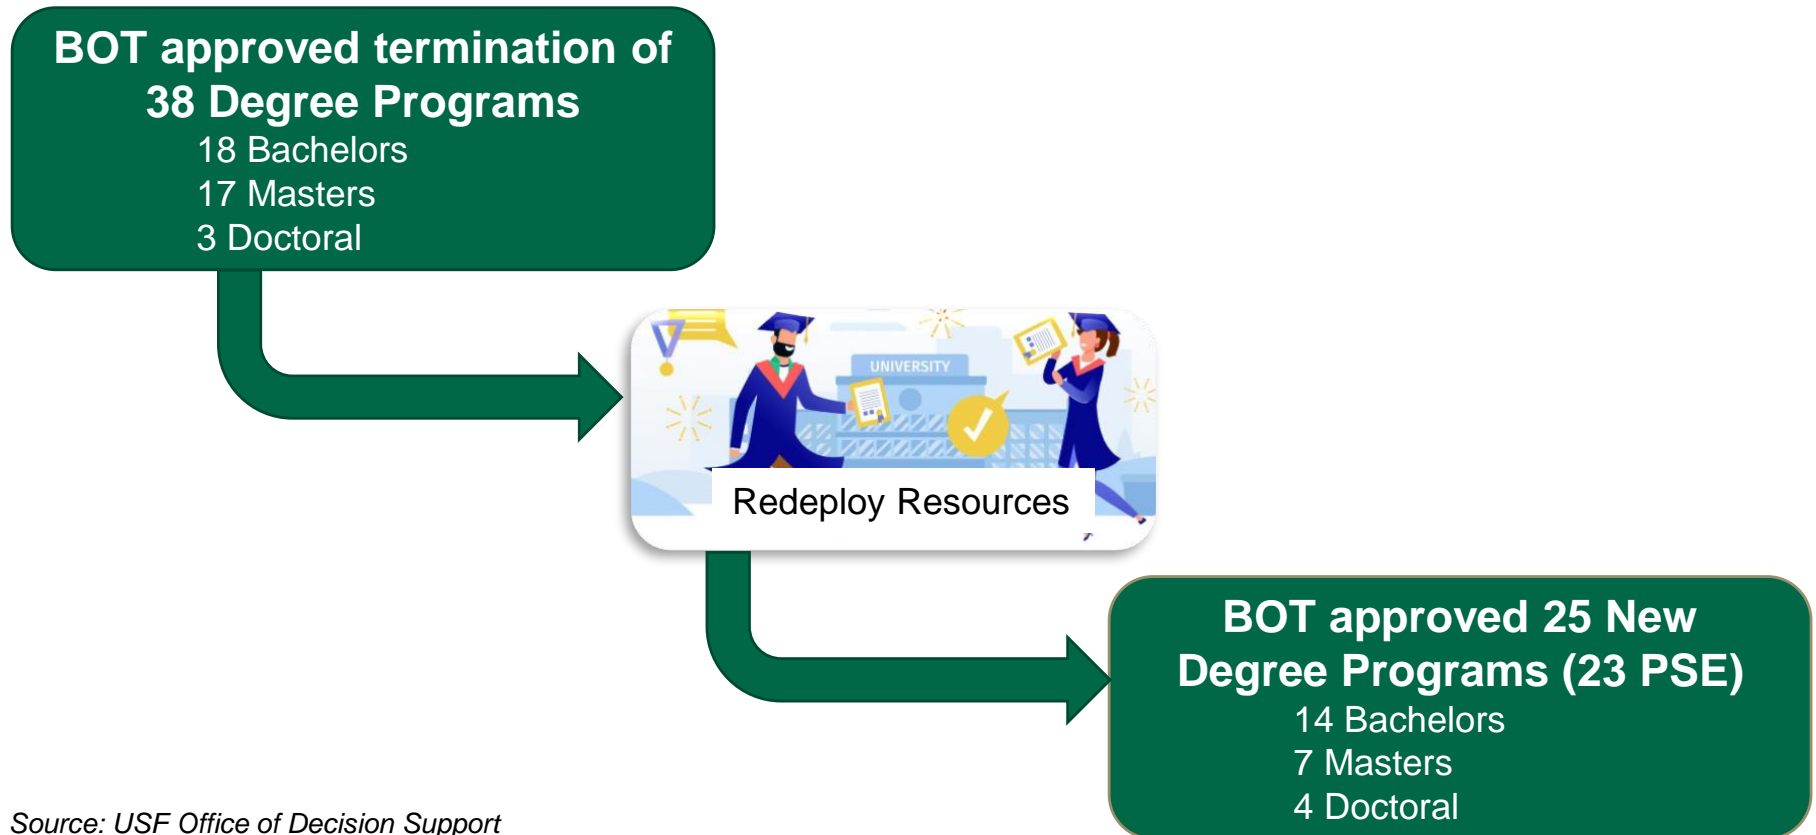 BOT approved termination of
38 Degree Programs
18 Bachelors
17 Masters
3 Doctoral
UNIVERSITY
Redeploy Resources
BOT approved 25 New
Degree Programs (23 PSE)
14 Bachelors
7 Masters
4 Doctoral
Source: USF Office of Decision Support